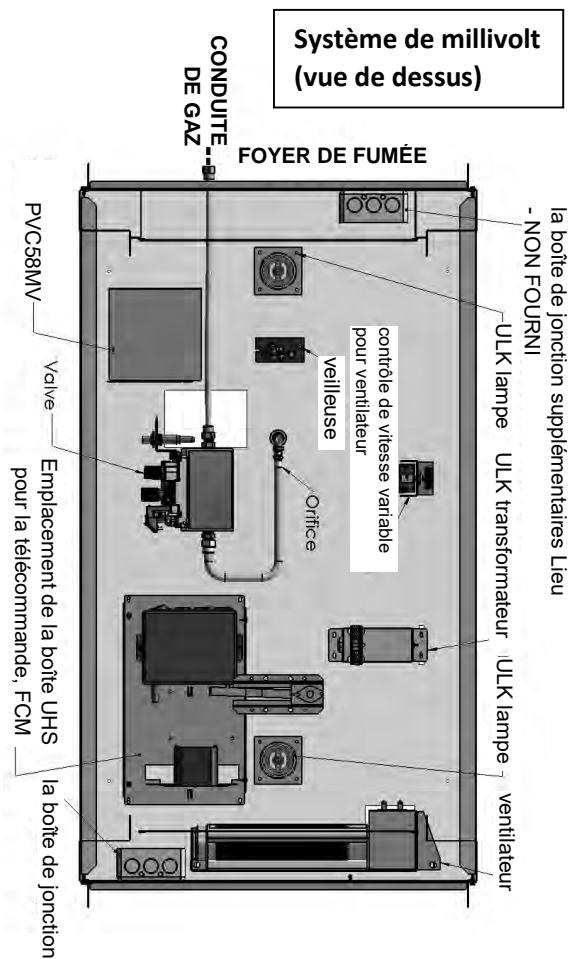 Système de millivolt
(vue de dessus)
CONDUITE
DE GAZ
FOYER DE FUMÉE
la boîte de jonction supplémentaires Lieu
- NON FOURNI
ULK lampe
ULK transformateur
ULK lampe
ventilateur
contrôle de vitesse variable
pour ventilateur
veilleuse
Orifice
PVC58MV
Valve
Emplacement de la boîte UHS
pour la télécommande, FCM
la boîte de jonction